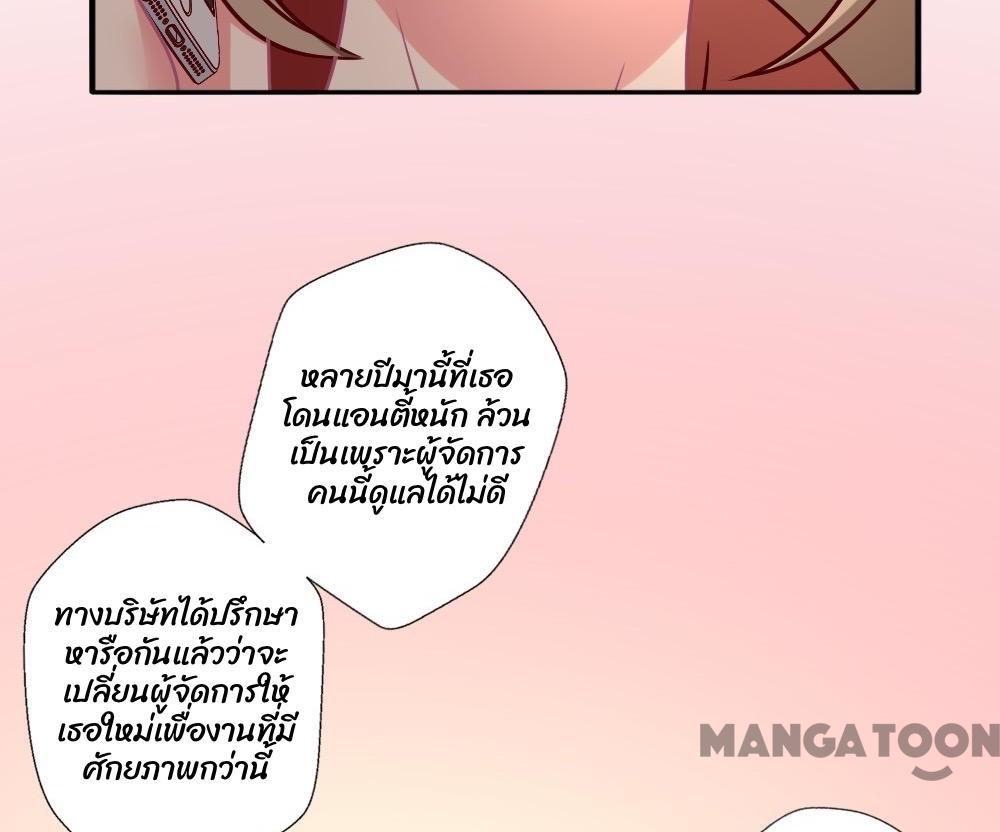 หลายปีมานี้ที่เธอ
โดนแอนตี้หนัก ล้วน
เป็นเพราะผู้จัดการ
คนนี้ดูแลได้ไม่ดี
ทางบริษัทได้ปรึกษา
หารือกันแล้วว่าจะ
เปลี่ยนผู้จัดการให้
เธอใหม่เพื่องานที่มี
ศักยภาพกว่านี้
MANGATOON